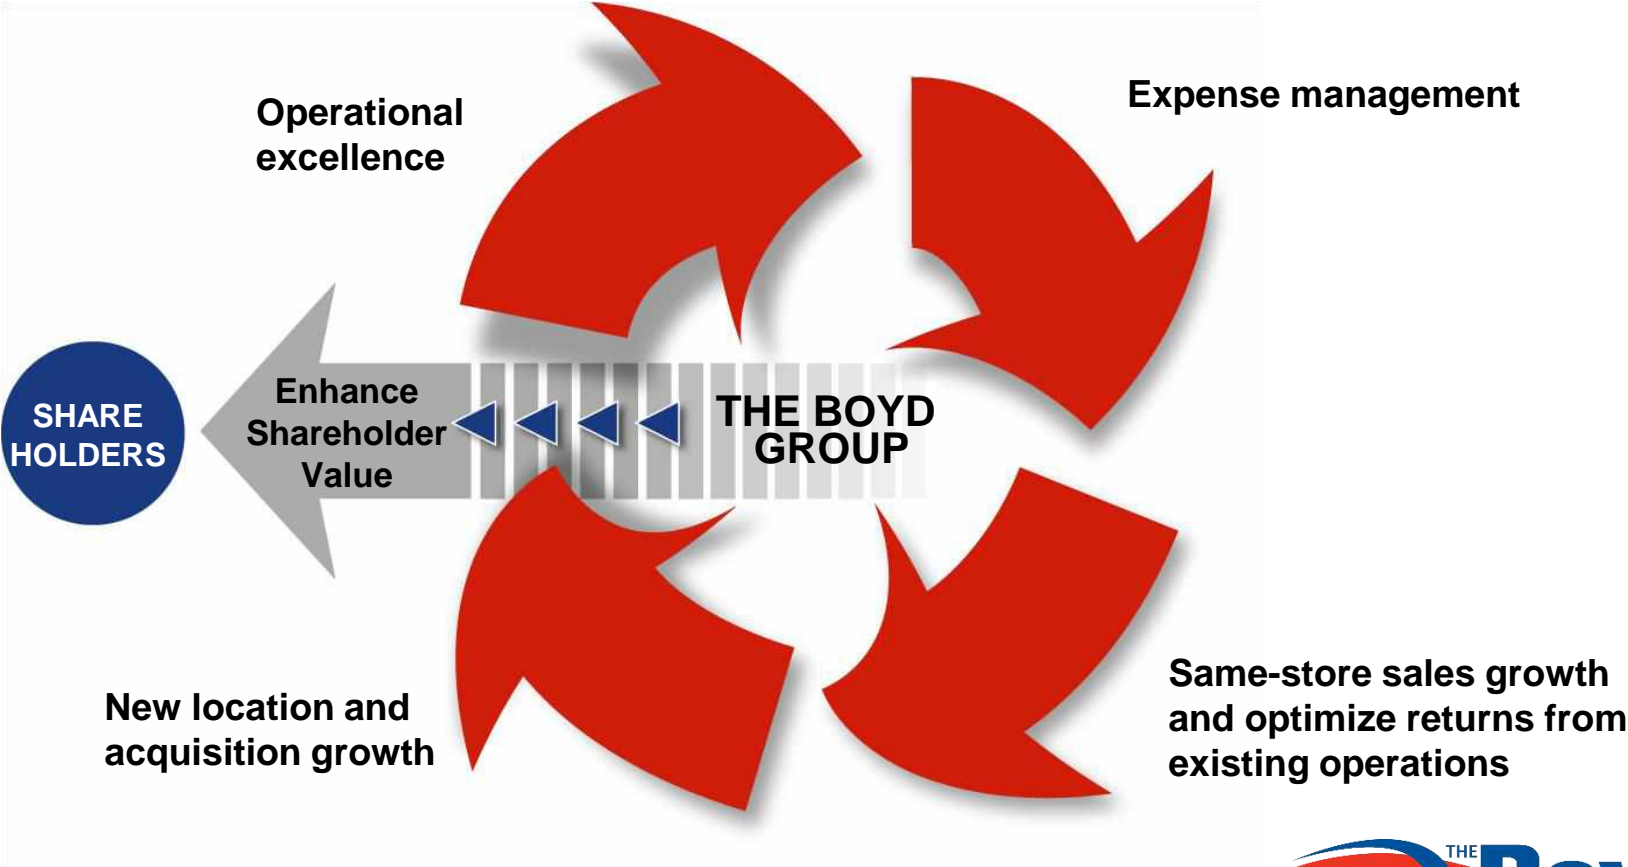 Operational
excellence
Expense management
SHARE
HOLDERS
Enhance
Shareholder
Value
THE BOYD
GROUP
New location and
acquisition growth
Same-store sales growth
and optimize returns from
existing operations
THE